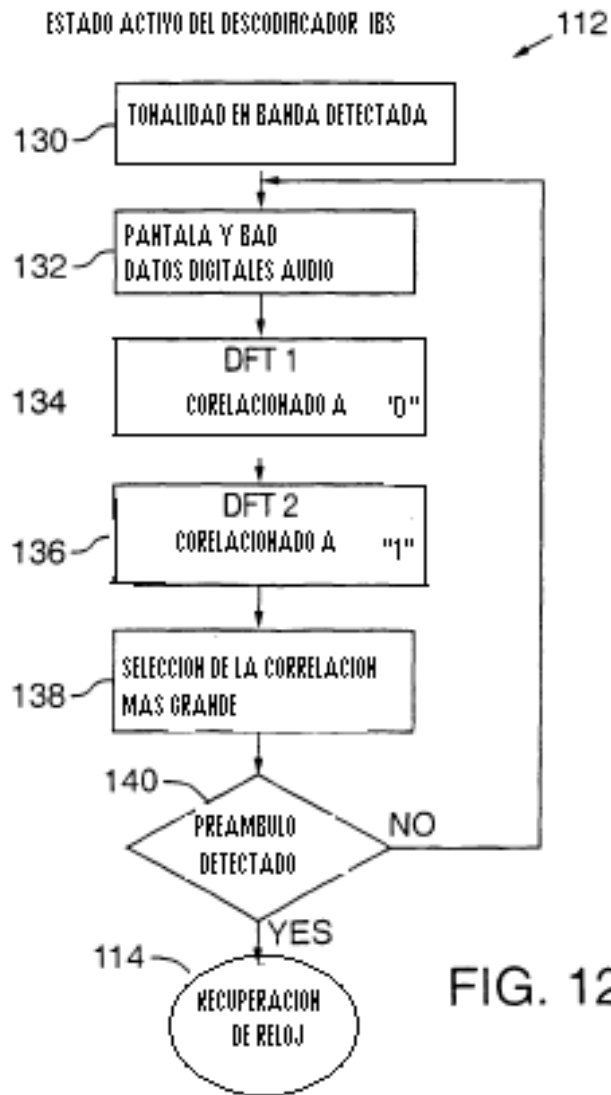 ESTADO ACTIVO DEL DESCODIFICADOR IBS
112
130
TONALIDAD EN BANDA DETECTADA
132
PANTALA Y BAD
DATOS DIGITALES AUDIO
134
DFT 1
CORELACIONADO A "0"
136
DFT 2
CORELACIONADO A "1"
138
SELECCION DE LA CORRELACION
MAS GRANDE
140
PREAMBULO
DETECTADO
NO
YES
114
RECUPERACION
DE RELOJ
FIG. 12